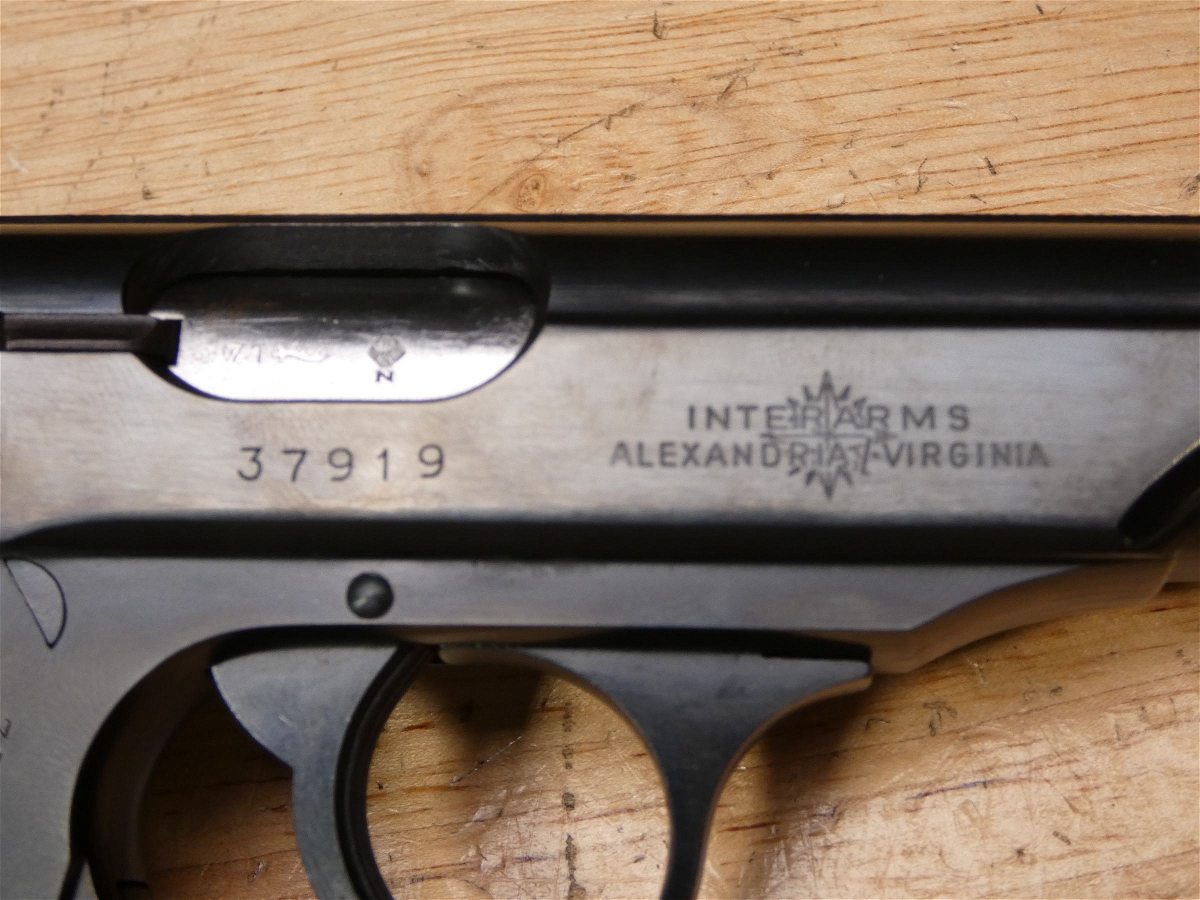 N
37919
INTERARMS
ALEXANDRIA-VIRGINIA